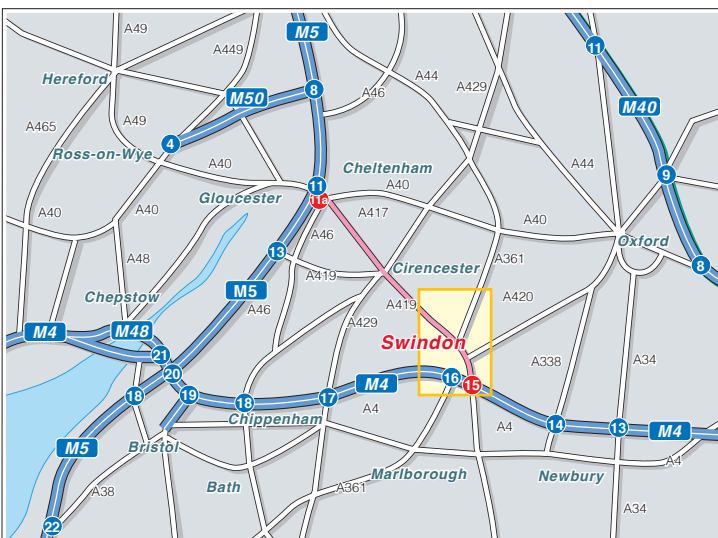 A49
M5
11
A449
A44
Hereford
A46
A429
8
M50
M40
A465
A49
4
Ross-on-Wye
A40
Cheltenham
A44
9
11
A40
Gloucester
11a
A40
A40
A417
A40
A46
Oxford
13
A48
A419
Cirencester
A361
8
Chepstow
M5
A420
A46
A419
A429
M4
M48
Swindon
21
A338
A34
20
16
15
M4
18
19
18
17
A4
Chippenham
14
13
M4
A4
M5
Bristol
A4
Marlborough
Newbury
Bath
A38
A361
A34
22